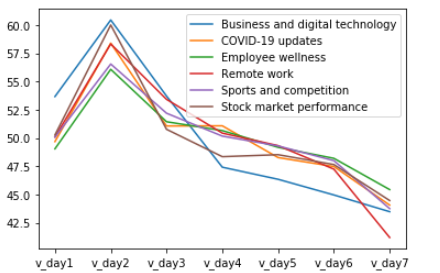 60.0
57.5
55.0
52.5
50.0
47.5
45.0
42.5
Business and digital technology
COVID-19 updates
Employee wellness
Remote work
Sports and competition
Stock market performance
v_day1 v_day2 v_day3 v_day4 v_day5 v_day6 v_day7